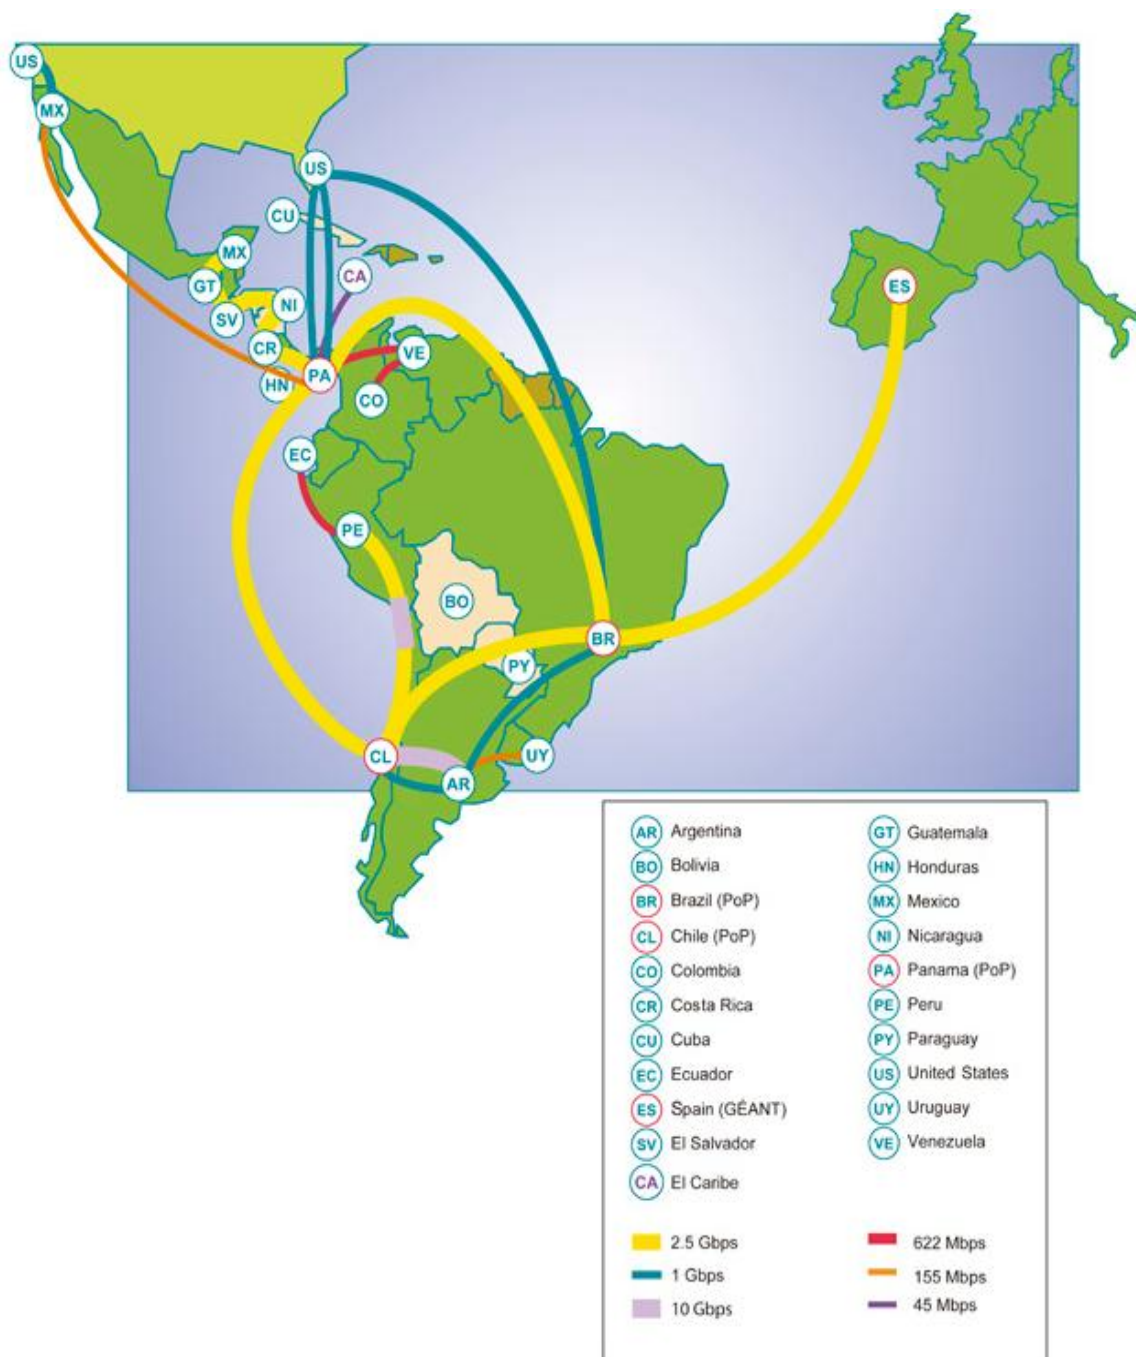 US
MX
US
CU
MX
CA
GT
NI
SV
CR
VE
PA
HN
CO
ES
EC
PE
BO
BR
PY
CL
UY
AR
AR Argentina
BO Bolivia
BR Brazil (PoP)
CL Chile (PoP)
CO Colombia
CR Costa Rica
CU Cuba
EC Ecuador
ES Spain (GÉANT)
SV El Salvador
CA El Caribe
GT Guatemala
HN Honduras
MX Mexico
NI Nicaragua
PA Panama (PoP)
PE Peru
PY Paraguay
US United States
UY Uruguay
VE Venezuela
2.5 Gbps
1 Gbps
10 Gbps
622 Mbps
155 Mbps
45 Mbps